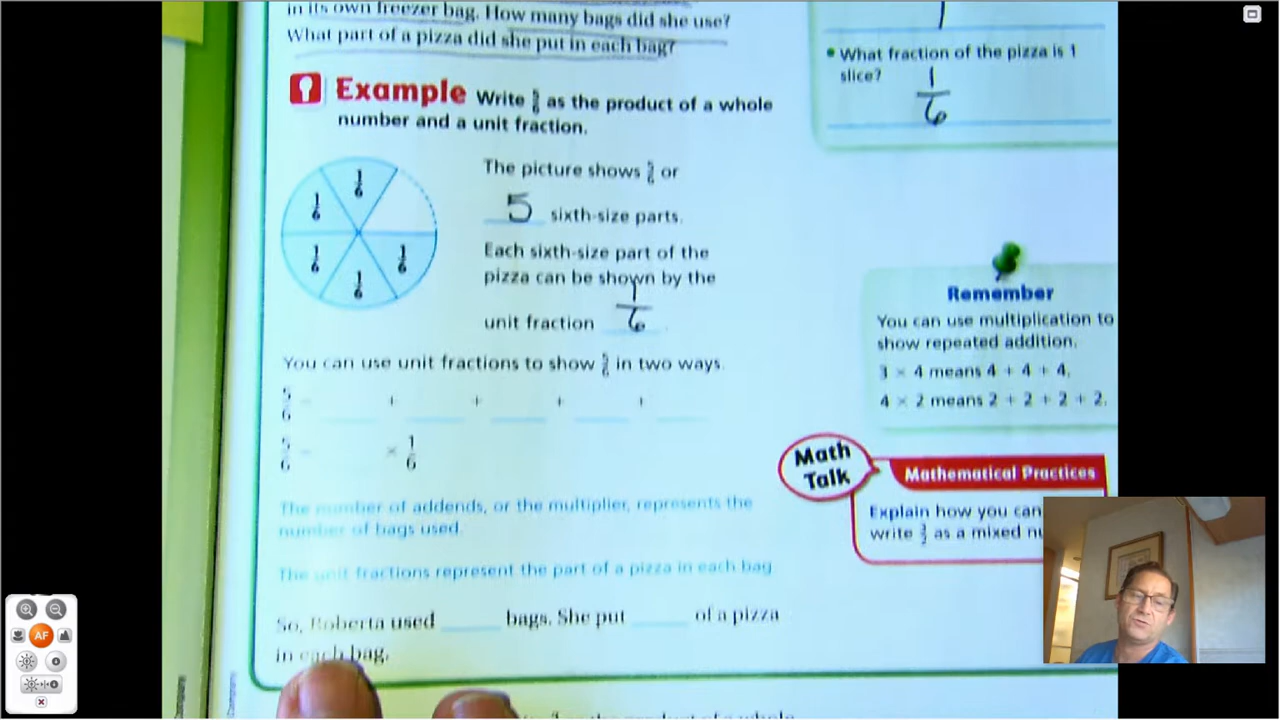 in its own freezer bag. How many bags did she use?
What part of a pizza did she put in each bag?
Example Write 5/6 as the product of a whole
number and a unit fraction.
1/6
1/6
1/6
1/6
1/6
The picture shows 5/6 or
5 sixth-size parts.
Each sixth-size part of the
pizza can be shown by the
unit fraction 1/6.
You can use unit fractions to show 5/6 in two ways.
5/6 = ____ + ____ + ____ + ____ + ____
5/6 = ____ × 1/6
The number of addends, or the multiplier, represents the
number of bags used.
The unit fractions represent the part of a pizza in each bag
So, Roberta used ____ bags. She put ____ of a pizza
in each bag.
What fraction of the pizza is 1
slice?
1/6
Remember
You can use multiplication to
show repeated addition.
3 × 4 means 4 + 4 + 4.
4 × 2 means 2 + 2 + 2 + 2.
Math
Talk
Mathematical Practices
Explain how you can
write 3/2 as a mixed
AF